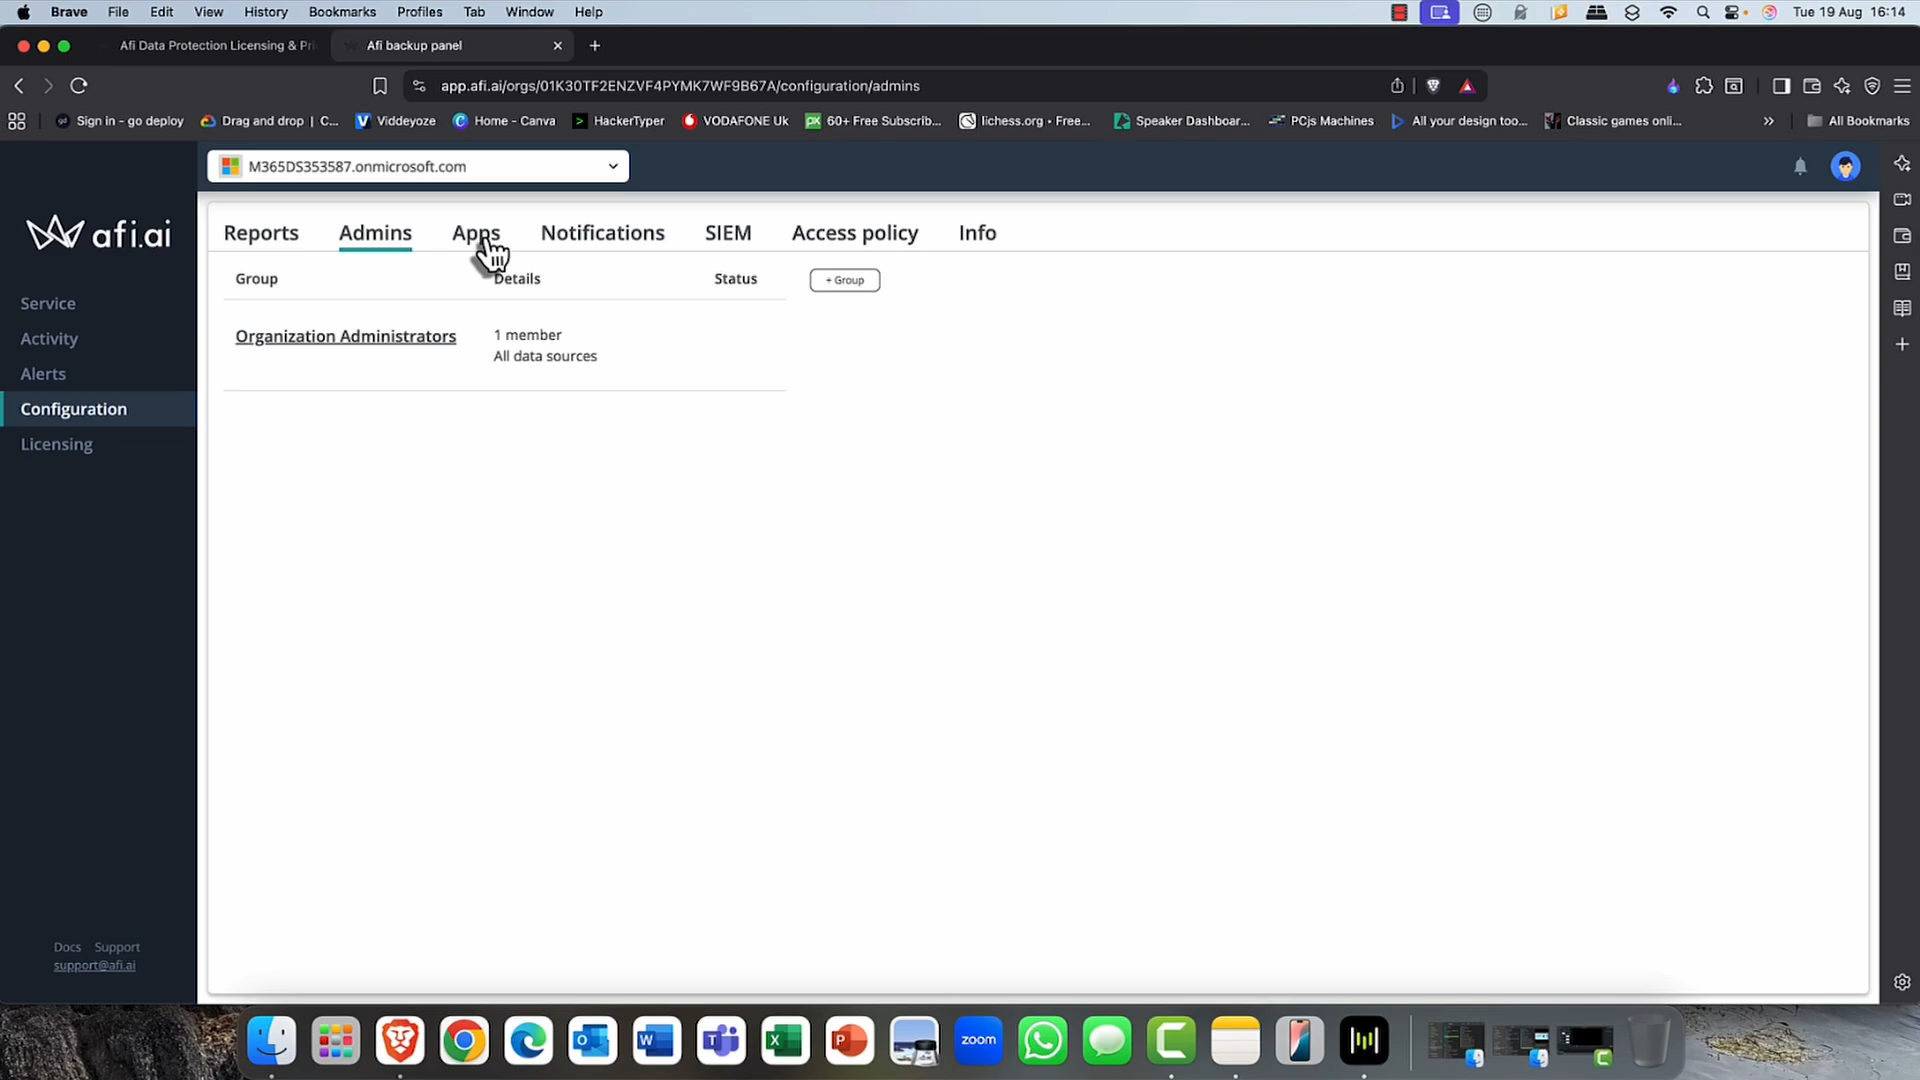 Brave File Edit View History Bookmarks Profiles Tab Window Help Tue 19 Aug 16:14
Afi Data Protection Licensing & Pri Afi backup panel
app.afi.ai/orgs/01K30TF2ENZVF4PYMK7WF9B67A/configuration/admins
Sign in - go deploy Drag and drop | C... Viddeyoze Home - Canva HackerTyper VODAFONE Uk 60+ Free Subscrib... lichess.org • Free... Speaker Dashboar... PCjs Machines All your design too... Classic games onli... » All Bookmarks
M365DS353587.onmicrosoft.com
afi.ai
Reports Admins Apps Notifications SIEM Access policy Info
Group Details Status + Group
Organization Administrators 1 member
All data sources
Service
Activity
Alerts
Configuration
Licensing
Docs Support
support@afi.ai
zoom